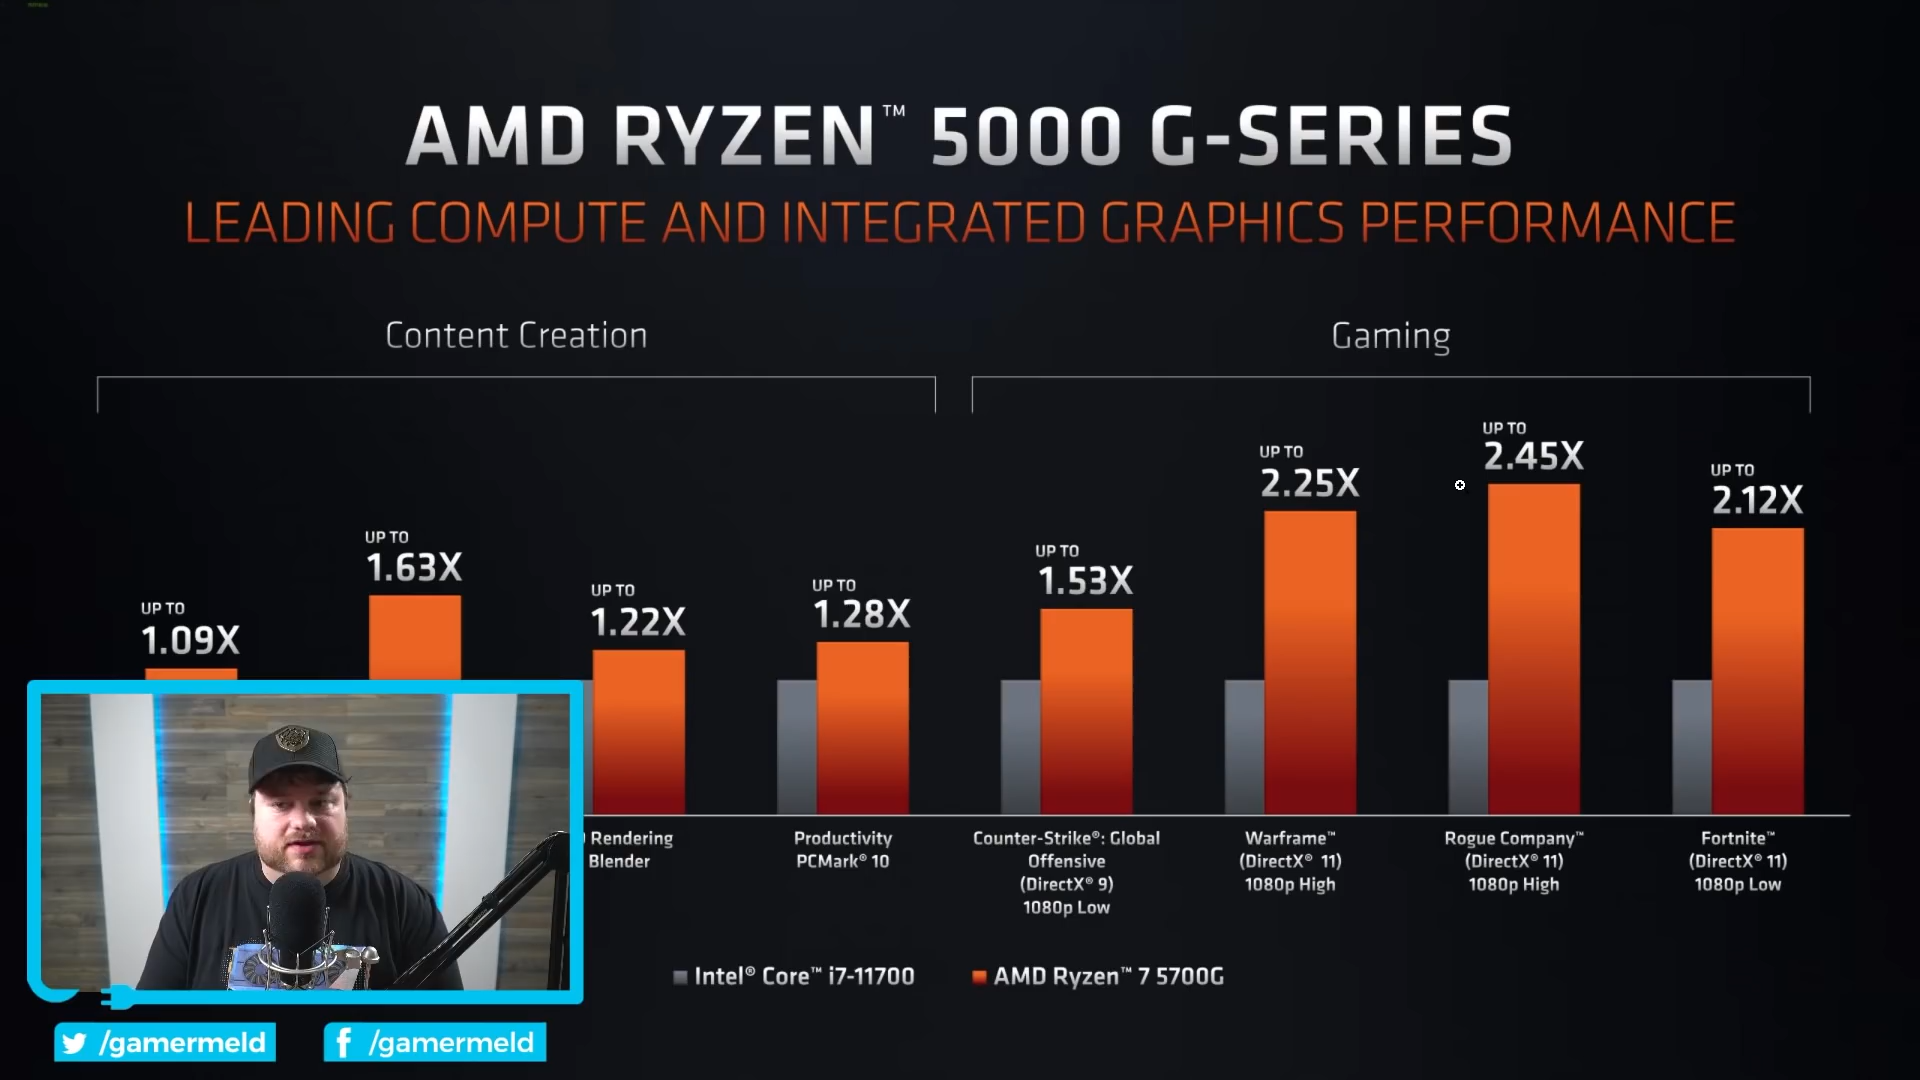 AMD RYZEN™ 5000 G-SERIES
LEADING COMPUTE AND INTEGRATED GRAPHICS PERFORMANCE
Content Creation
Gaming
UP TO
1.09X
UP TO
1.63X
UP TO
1.22X
UP TO
1.28X
UP TO
1.53X
UP TO
2.25X
UP TO
2.45X
UP TO
2.12X
Rendering
Blender
Productivity
PCMark® 10
Counter-Strike®: Global
Offensive
(DirectX® 9)
1080p Low
Warframe™
(DirectX® 11)
1080p High
Rogue Company™
(DirectX® 11)
1080p High
Fortnite™
(DirectX® 11)
1080p Low
Intel® Core™ i7-11700
AMD Ryzen™ 7 5700G
/gamermeld
/gamermeld